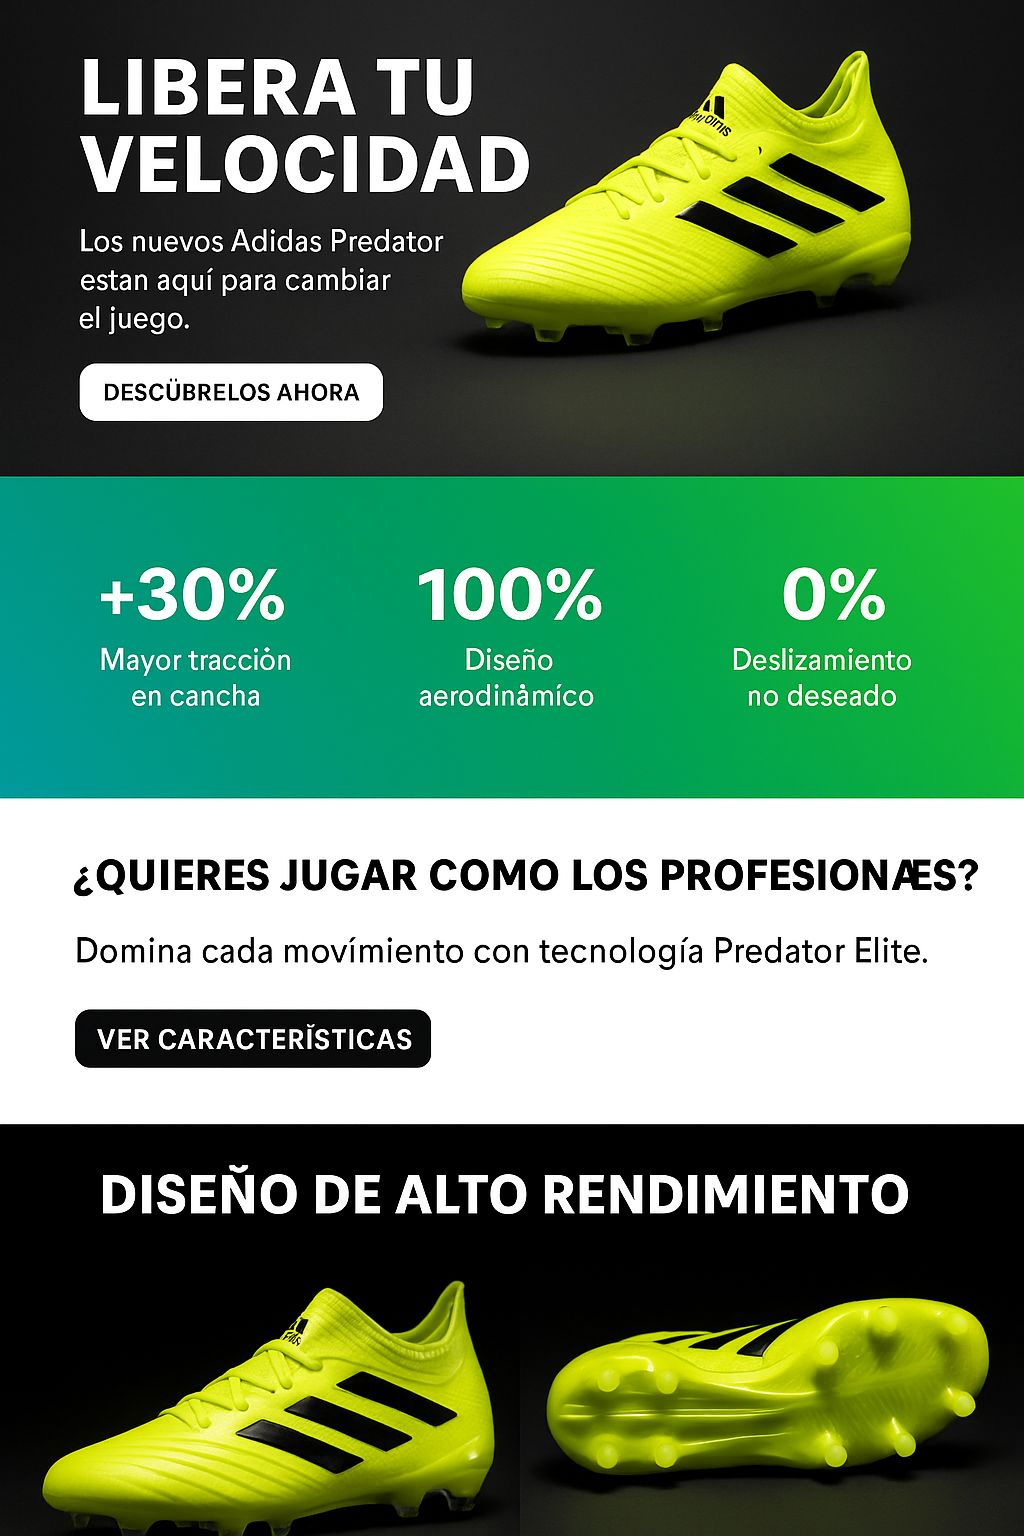 LIBERA TU
VELOCIDAD
Los nuevos Adidas Predator
estan aquí para cambiar
el juego.
DESCÜBRELOS AHORA
+30%
Mayor tracción
en cancha
100%
Diseño
aerodinåmíco
0%
Deslizamiento
no deseado
¿QUIERES JUGAR COMO LOS PROFESIONÆS?
Domina cada movímiento con tecnología Predator Elite.
VER CARACTERĬSTICAS
DISEÑO DE ALTO RENDIMIENTO